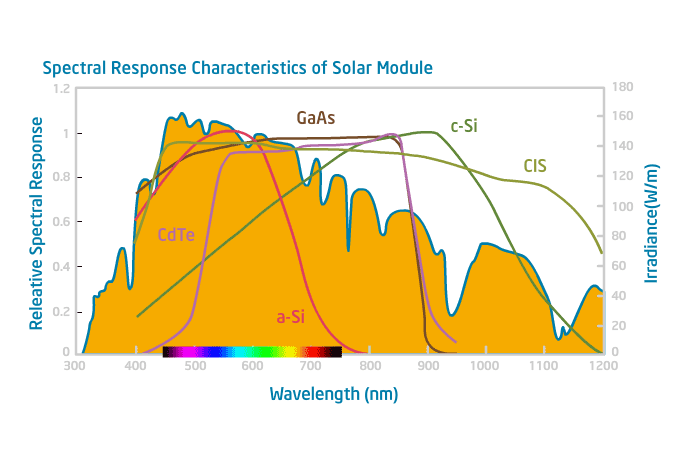 Spectral Response Characteristics of Solar Module
1.2
1
0.8
0.6
0.4
0.2
0
Releative Spectral Response
180
160
140
120
100
80
60
40
20
0
Irradiance(W/m)
GaAs
c-Si
CIS
CdTe
a-Si
300 400 500 600 700 800 900 1000 1100 1200
Wavelength (nm)